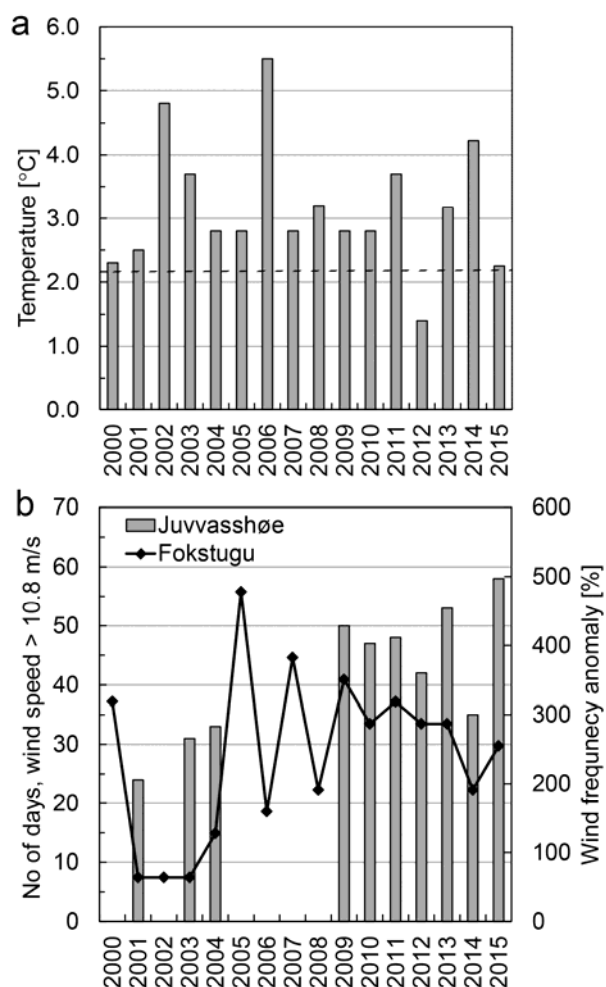 a
6.0
5.0
4.0
3.0
2.0
1.0
0.0
Temperature [°C]
2000 2001 2002 2003 2004 2005 2006 2007 2008 2009 2010 2011 2012 2013 2014 2015
b
70
60
50
40
30
20
10
0
No of days, wind speed > 10.8 m/s
Juvvasshøe
Fokstugu
600
500
400
300
200
100
0
Wind frequnecy anomaly [%]
2000 2001 2002 2003 2004 2005 2006 2007 2008 2009 2010 2011 2012 2013 2014 2015